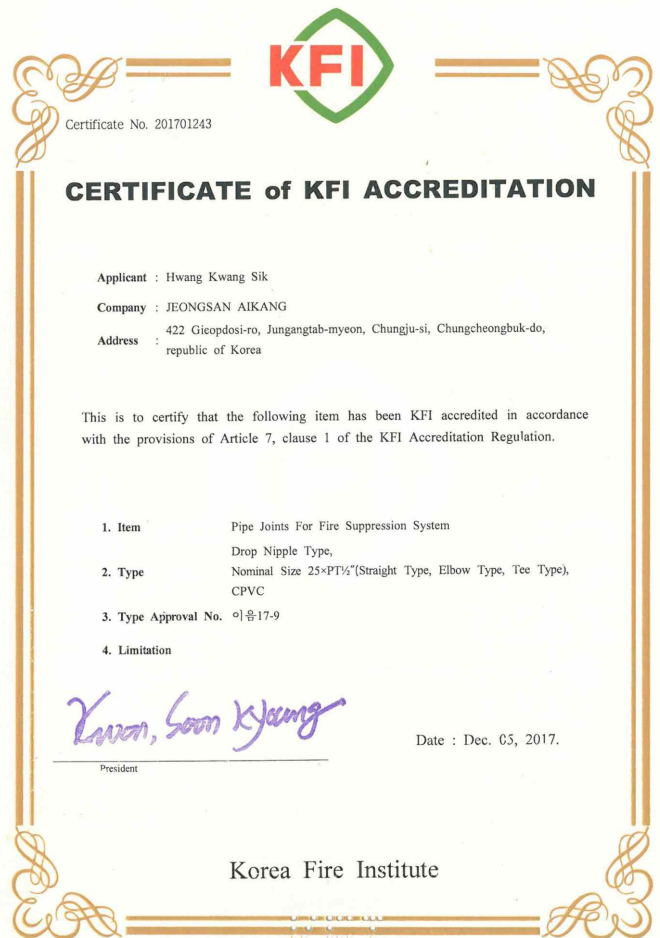 KFI
Certificate No. 201701243
CERTIFICATE of KFI ACCREDITATION
Applicant : Hwang Kwang Sik
Company : JEONGSAN AIKANG
Address : 422 Gieopdosi-ro, Jungangtab-myeon, Chungju-si, Chungcheongbuk-do,
republic of Korea
This is to certify that the following item has been KFI accredited in accordance
with the provisions of Article 7, clause 1 of the KFI Accreditation Regulation.
1. Item Pipe Joints For Fire Suppression System
Drop Nipple Type,
2. Type Nominal Size 25×PT½"(Straight Type, Elbow Type, Tee Type),
CPVC
3. Type Approval No. 이음17-9
4. Limitation
Kwon, Soon Kyoung
President
Date : Dec. 05, 2017.
Korea Fire Institute